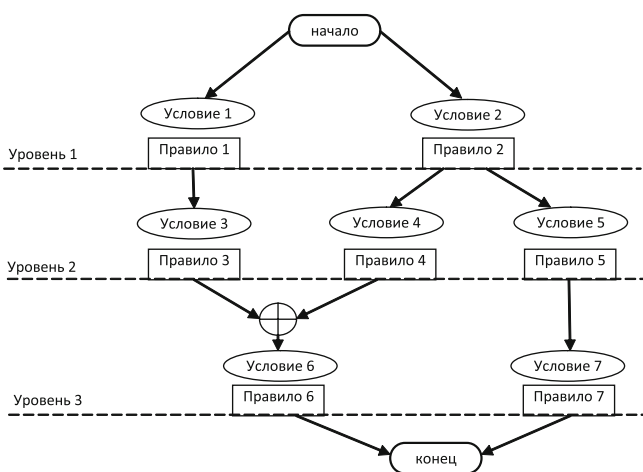 начало
Условие 1
Условие 2
Правило 1
Правило 2
Уровень 1
Условие 3
Условие 4
Условие 5
Правило 3
Правило 4
Правило 5
Уровень 2
Условие 6
Условие 7
Правило 6
Правило 7
Уровень 3
конец